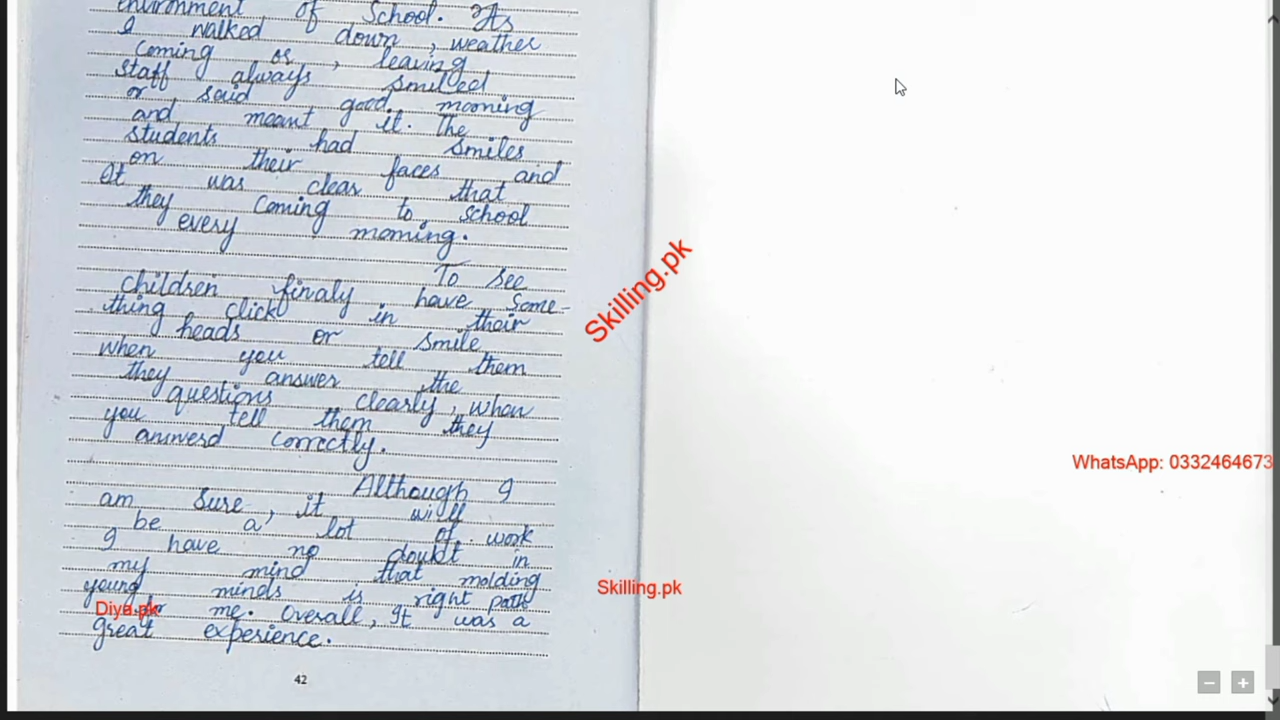 environment of School. As
I walked down, weather
coming or, leaving
staff always smiled
or said good morning
and meant it. The
students had smiles
on their faces and
It was clear that
they coming to school
every morning.
To see
children finaly have some-
thing click in their
heads or smile
when you tell them
they answer the
questions clearly, when
you tell them they
answerd correctly.
Although I
am sure, it will
be a lot of work
I have no doubt in
my mind that molding
young minds is right path
for me. Overall, It was a
great experience.
42
Skilling.pk
Skilling.pk
Diya.pk
WhatsApp: 0332464673